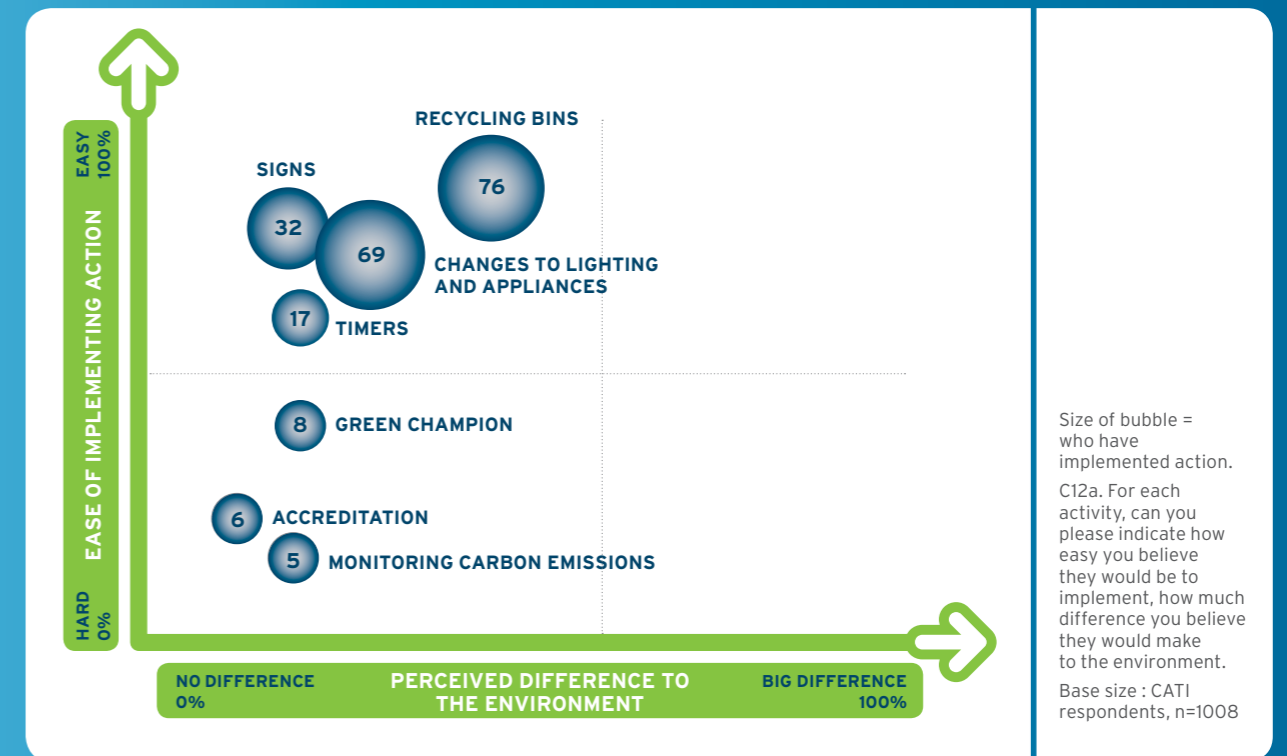 EASY
100%
EASE OF IMPLEMENTING ACTION
HARD
0%
RECYCLING BINS
76
SIGNS
32
69
CHANGES TO LIGHTING
AND APPLIANCES
17
TIMERS
8
GREEN CHAMPION
6
ACCREDITATION
5
MONITORING CARBON EMISSIONS
NO DIFFERENCE
0%
PERCEIVED DIFFERENCE TO
THE ENVIRONMENT
BIG DIFFERENCE
100%
Size of bubble =
who have
implemented action.
C12a. For each
activity, can you
please indicate how
easy you believe
they would be to
implement, how much
difference you believe
they would make
to the environment.
Base size : CATI
respondents, n=1008